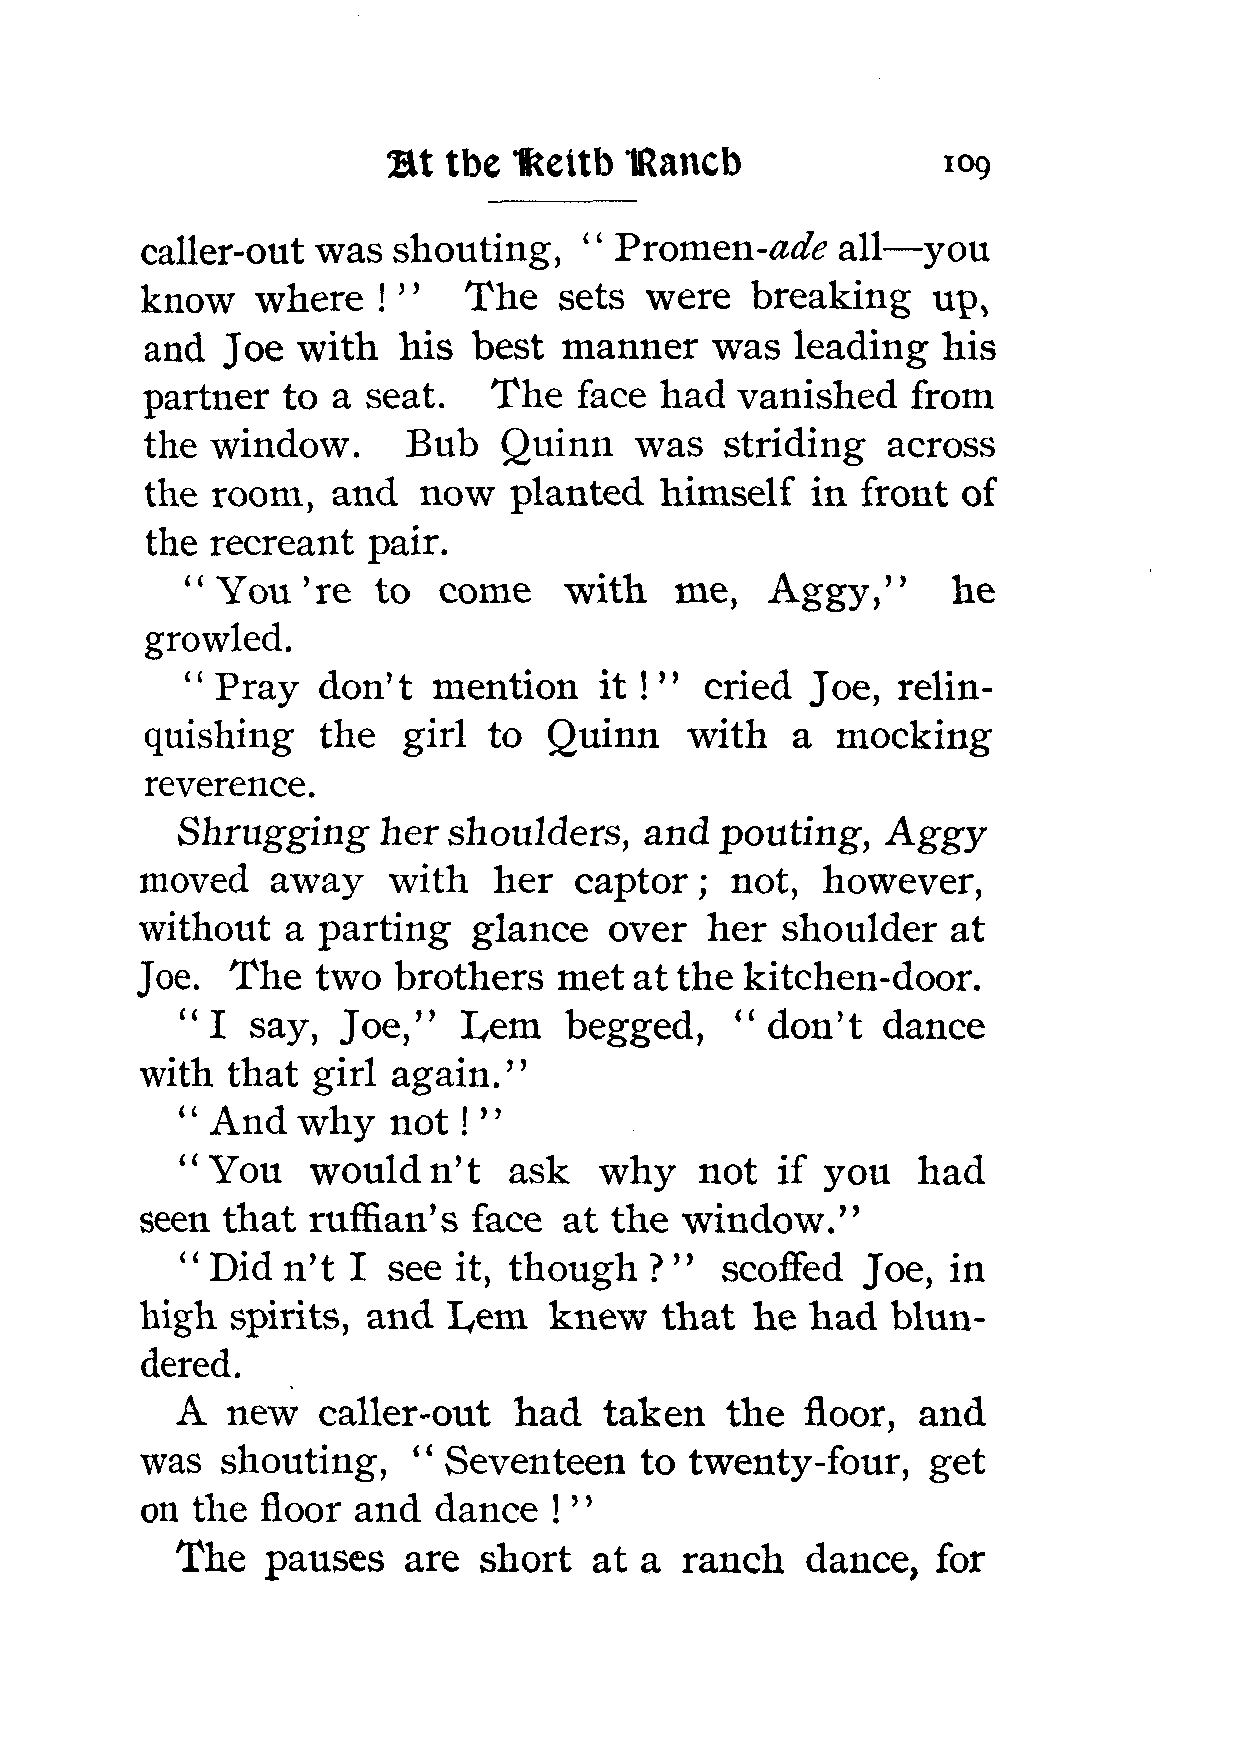 At the Keith Ranch 109
caller-out was shouting, " Promen-ade all—you
know where ! " The sets were breaking up,
and Joe with his best manner was leading his
partner to a seat. The face had vanished from
the window. Bub Quinn was striding across
the room, and now planted himself in front of
the recreant pair.
" You 're to come with me, Aggy," he
growled.
" Pray don't mention it ! " cried Joe, relin-
quishing the girl to Quinn with a mocking
reverence.
Shrugging her shoulders, and pouting, Aggy
moved away with her captor ; not, however,
without a parting glance over her shoulder at
Joe. The two brothers met at the kitchen-door.
" I say, Joe," Lem begged, " don't dance
with that girl again."
" And why not ! "
" You would n't ask why not if you had
seen that ruffian's face at the window."
" Did n't I see it, though ? " scoffed Joe, in
high spirits, and Lem knew that he had blun-
dered.
A new caller-out had taken the floor, and
was shouting, " Seventeen to twenty-four, get
on the floor and dance ! "
The pauses are short at a ranch dance, for